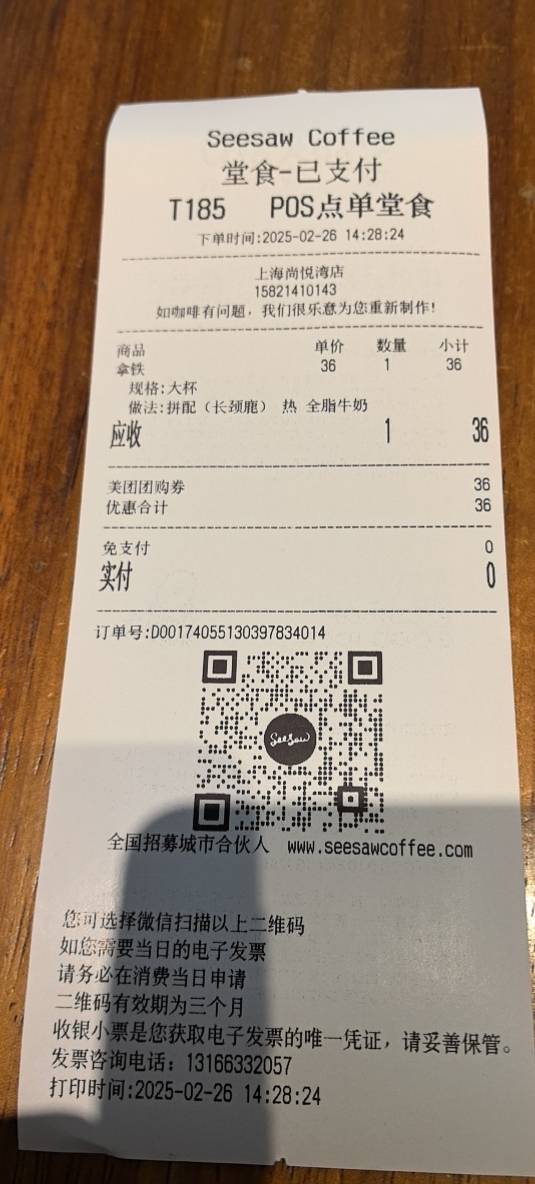 Seesaw Coffee
堂食-已支付
T185 POS点单堂食
下单时间:2025-02-26 14:28:24
上海尚悦湾店
15821410143
如咖啡有问题，我们很乐意为您重新制作!
商品 单价 数量 小计
拿铁 36 1 36
规格:大杯
做法:拼配（长颈鹿） 热 全脂牛奶
应收 1 36
美团团购券 36
优惠合计 36
免支付 0
实付 0
订单号:D00174055130397834014
Seesaw
全国招募城市合伙人 www.seesawcoffee.com
您可选择微信扫描以上二维码
如您需要当日的电子发票
请务必在消费当日申请
二维码有效期为三个月
收银小票是您获取电子发票的唯一凭证，请妥善保管。
发票咨询电话：13166332057
打印时间:2025-02-26 14:28:24